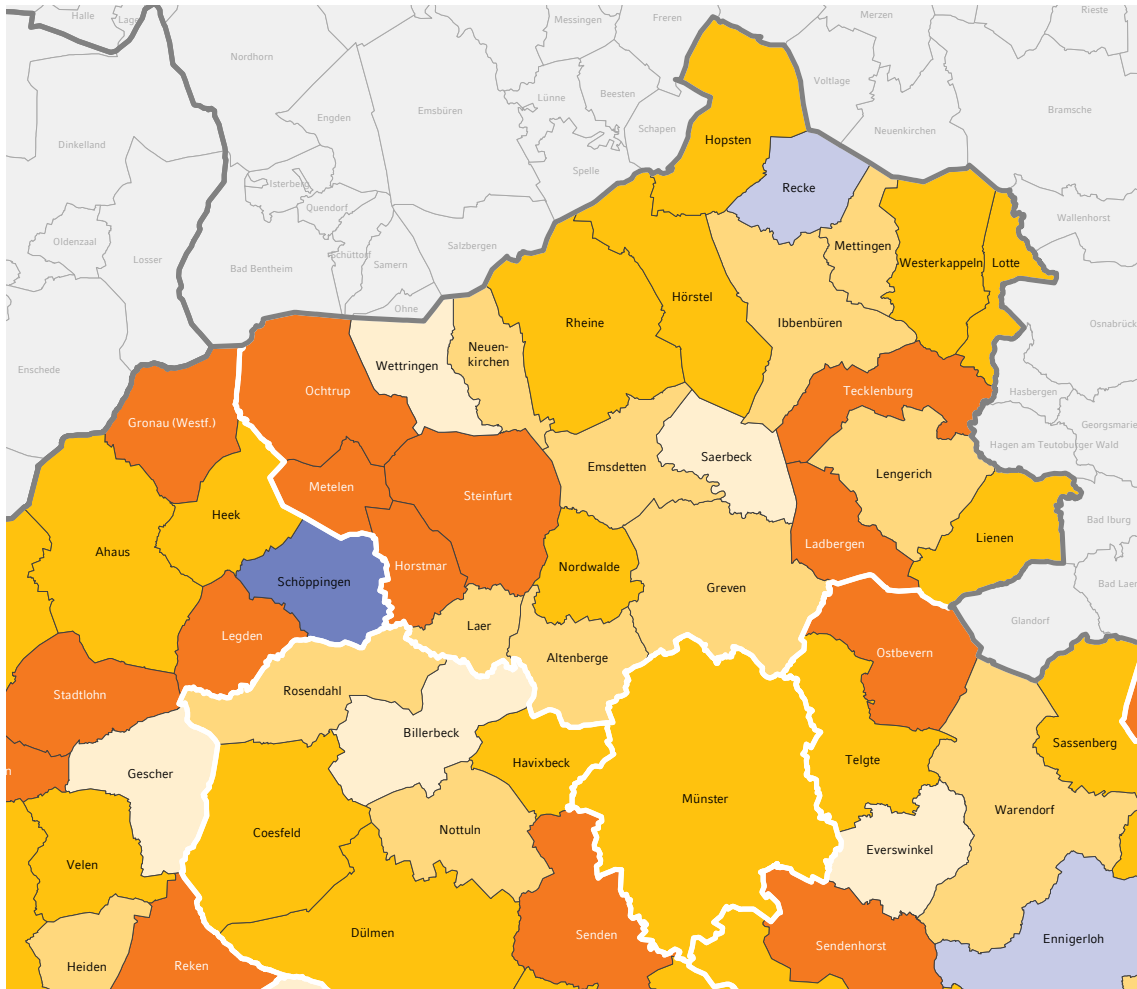 Halle
Lage
Messingen
Freren
Merzen
Rieste
Nordhorn
Voltlage
Lünne
Beesten
Engden
Emsbüren
Bramsche
Schapen
Neuenkirchen
Dinkelland
Hopsten
Spelle
Isterberg
Recke
Quendorf
Wallenhorst
Oldenzaal
Salzbergen
Mettingen
Losser
Schüttorf
Bad Bentheim
Samern
Westerkappeln
Lotte
Hörstel
Ohne
Rheine
Ibbenbüren
Osnabrück
Neuen-
kirchen
Wettringen
Enschede
Ochtrup
Tecklenburg
Hasbergen
Gronau (Westf.)
Georgsmarie
Hagen am Teutoburger Wald
Saerbeck
Emsdetten
Lengerich
Metelen
Steinfurt
Heek
Bad Iburg
Ahaus
Lienen
Ladbergen
Horstmar
Nordwalde
Schöppingen
Bad Laer
Greven
Glandorf
Laer
Legden
Ostbevern
Altenberge
Rosendahl
Stadtlohn
Billerbeck
Sassenberg
Havixbeck
Telgte
n
Gescher
Münster
Warendorf
Nottuln
Coesfeld
Everswinkel
Velen
Dülmen
Senden
Ennigerloh
Sendenhorst
Heiden
Reken